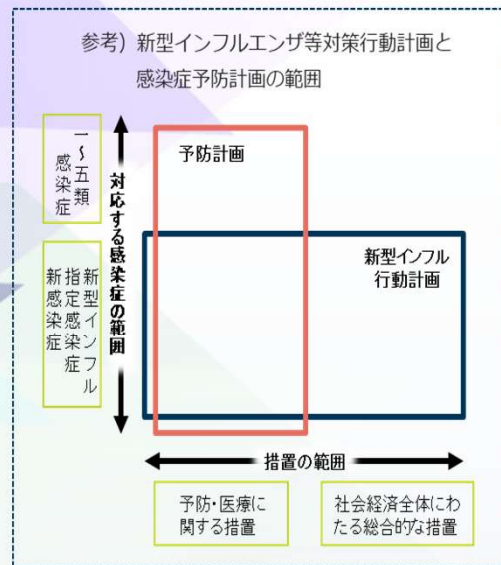 参考）新型インフルエンザ等対策行動計画と
感染症予防計画の範囲
一～五類
感染症
対応する感染症の範囲
予防計画
新型インフル
行動計画
新型インフル
指定感染症
新感染症
措置の範囲
予防・医療に
関する措置
社会経済全体にわ
たる総合的な措置